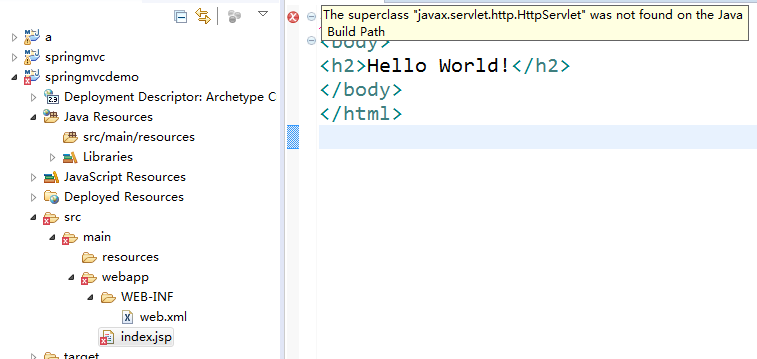 a
springmvc
springmvcdemo
Deployment Descriptor: Archetype C
Java Resources
src/main/resources
Libraries
JavaScript Resources
Deployed Resources
src
main
resources
webapp
WEB-INF
web.xml
index.jsp
target
The superclass "javax.servlet.http.HttpServlet" was not found on the Java
Build Path
<body>
<h2>Hello World!</h2>
</body>
</html>